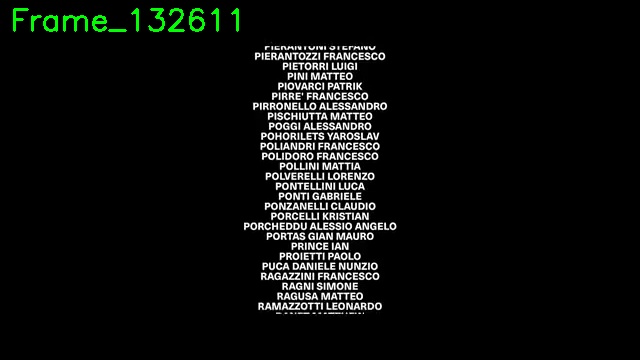 Frame_132611
PIERANTONI STEFANO
PIERANTOZZI FRANCESCO
PIETORRI LUIGI
PINI MATTEO
PIOVARCI PATRIK
PIRRE' FRANCESCO
PIRRONELLO ALESSANDRO
PISCHIUTTA MATTEO
POGGI ALESSANDRO
POHORILETS YAROSLAV
POLIANDRI FRANCESCO
POLIDORO FRANCESCO
POLLINI MATTIA
POLVERELLI LORENZO
PONTELLINI LUCA
PONTI GABRIELE
PONZANELLI CLAUDIO
PORCELLI KRISTIAN
PORCHEDDU ALESSIO ANGELO
PORTAS GIAN MAURO
PRINCE IAN
PROIETTI PAOLO
PUCA DANIELE NUNZIO
RAGAZZINI FRANCESCO
RAGNI SIMONE
RAGUSA MATTEO
RAMAZZOTTI LEONARDO